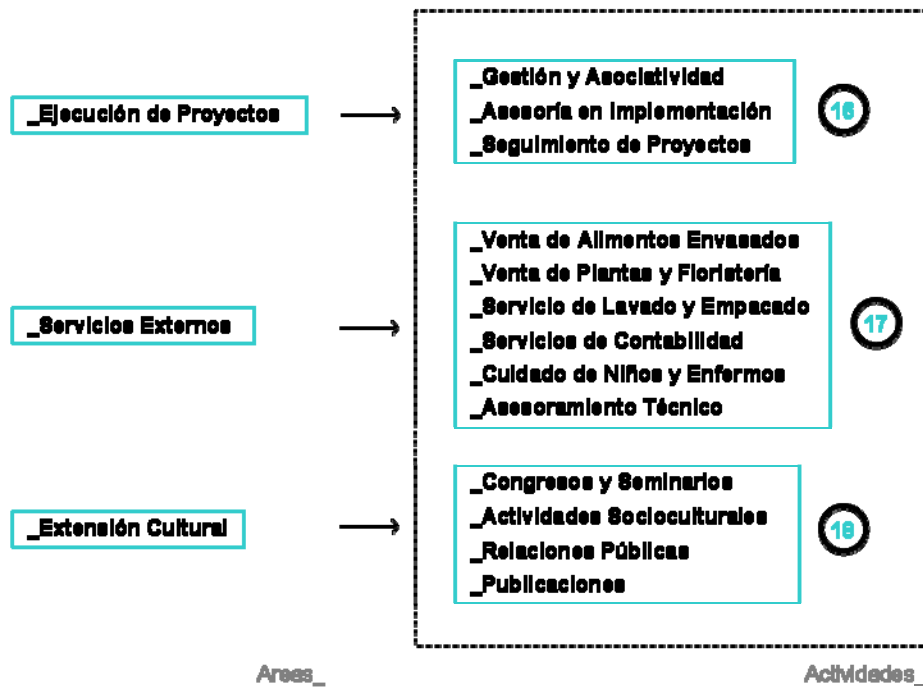 _Ejecución de Proyectos
_Gestión y Asociatividad
_Asesoría en Implementación
_Seguimiento de Proyectos
16
_Servicios Externos
_Venta de Alimentos Envasados
_Venta de Plantas y Floristería
_Servicio de Lavado y Empacado
_Servicios de Contabilidad
_Cuidado de Niños y Enfermos
_Asesoramiento Técnico
17
_Extensión Cultural
_Congresos y Seminarios
_Actividades Socioculturales
_Relaciones Públicas
_Publicaciones
18
Areas_
Actividades_